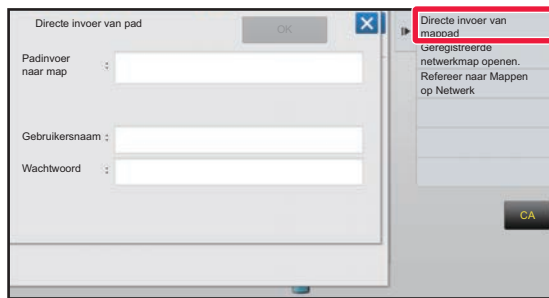 Directe invoer van pad
OK
Padinvoer
naar map :
Gebruikersnaam :
Wachtwoord :
Directe invoer van
mappad
Geregistreerde
netwerkmap openen.
Refereer naar Mappen
op Netwerk
CA